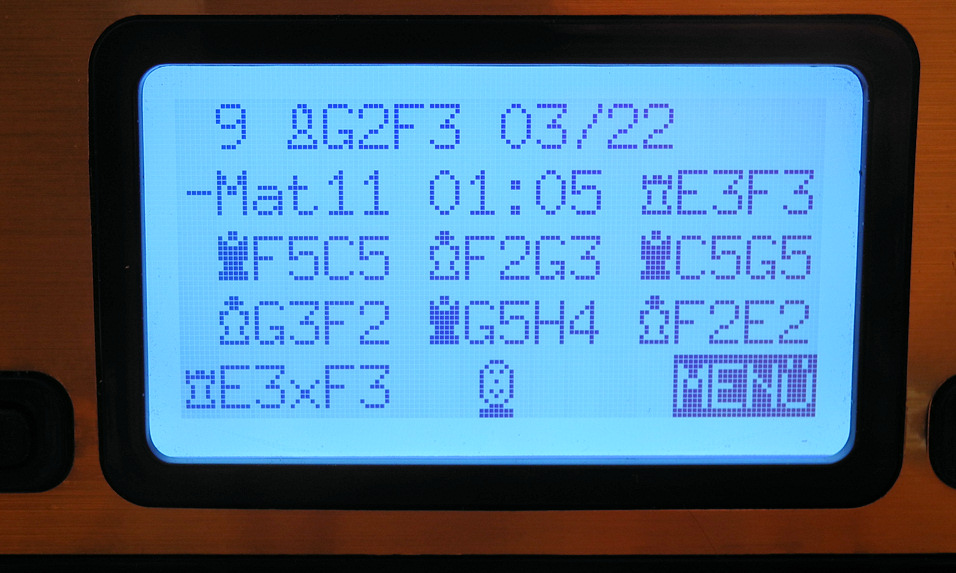 9 ♙G2F3 03/22
-Mat11 01:05 ♖E3F3
♛F5C5 ♔F2G3 ♛C5G5
♔G3F2 ♛G5H4 ♔F2E2
♖E3xF3 MENU